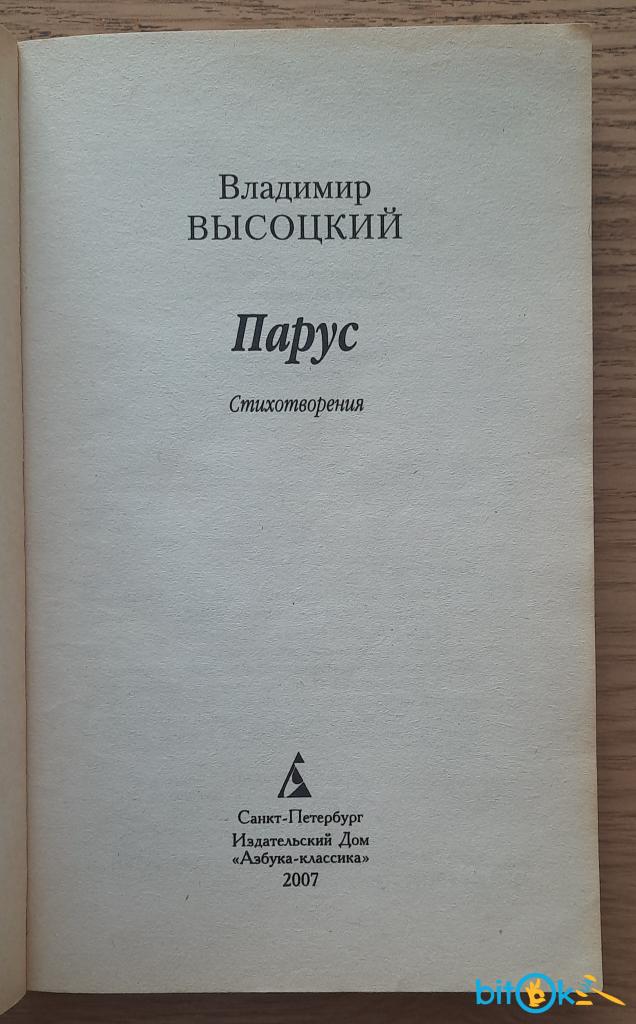 Владимир
ВЫСОЦКИЙ
Парус
Стихотворения
Санкт-Петербург
Издательский Дом
«Азбука-классика»
2007
bitOk